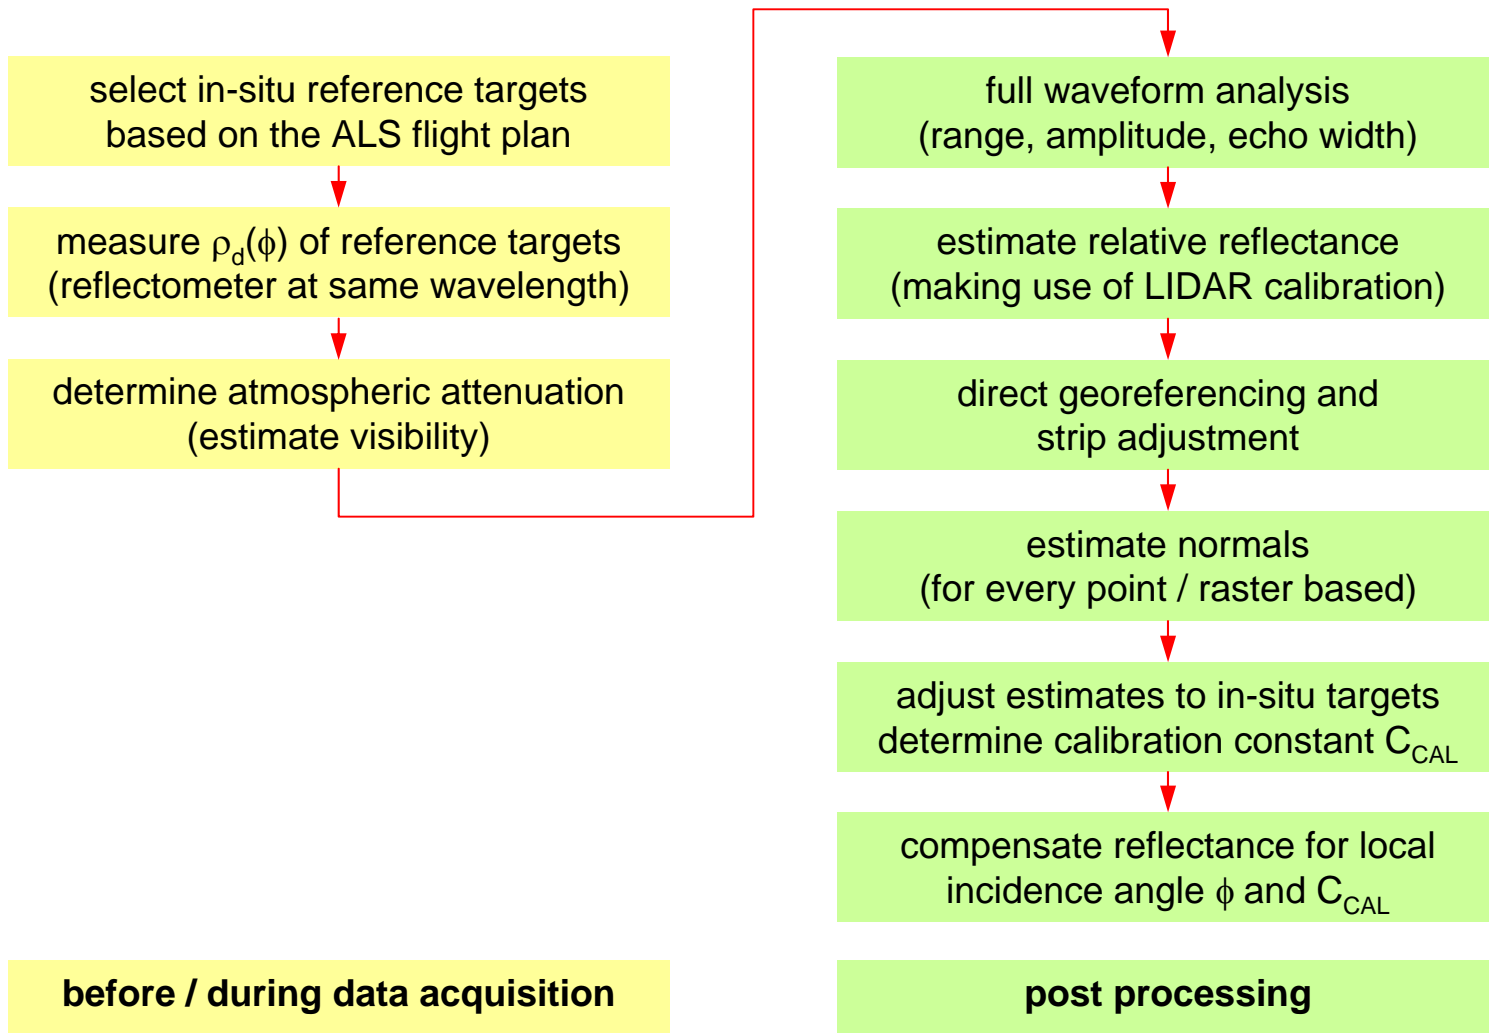 select in-situ reference targets
based on the ALS flight plan
measure ρd(ϕ) of reference targets
(reflectometer at same wavelength)
determine atmospheric attenuation
(estimate visibility)
before / during data acquisition
full waveform analysis
(range, amplitude, echo width)
estimate relative reflectance
(making use of LIDAR calibration)
direct georeferencing and
strip adjustment
estimate normals
(for every point / raster based)
adjust estimates to in-situ targets
determine calibration constant CCAL
compensate reflectance for local
incidence angle ϕ and CCAL
post processing